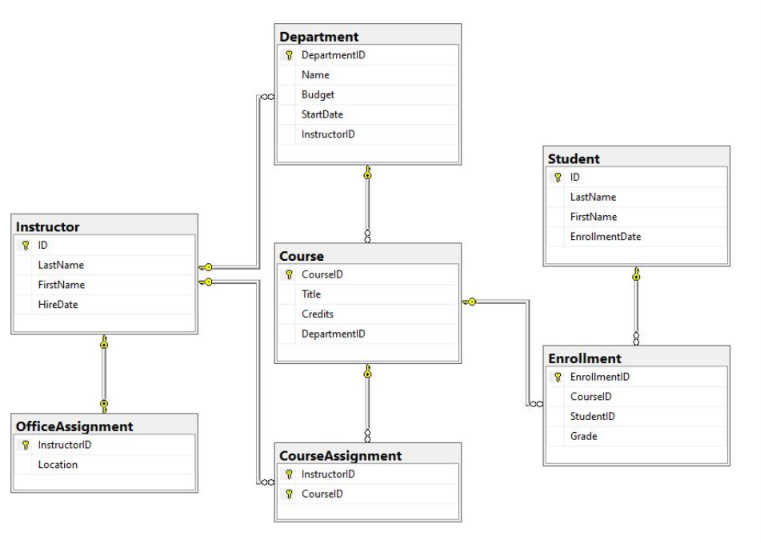 Department
DepartmentID
Name
Budget
StartDate
InstructorID
Student
ID
LastName
FirstName
EnrollmentDate
Instructor
ID
LastName
FirstName
HireDate
Course
CourseID
Title
Credits
DepartmentID
Enrollment
EnrollmentID
CourseID
StudentID
Grade
OfficeAssignment
InstructorID
Location
CourseAssignment
InstructorID
CourseID